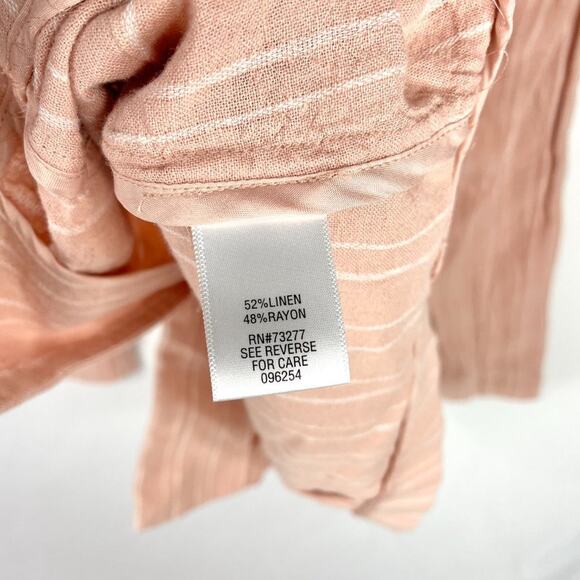 52%LINEN
48%RAYON
RN#73277
SEE REVERSE
FOR CARE
096254